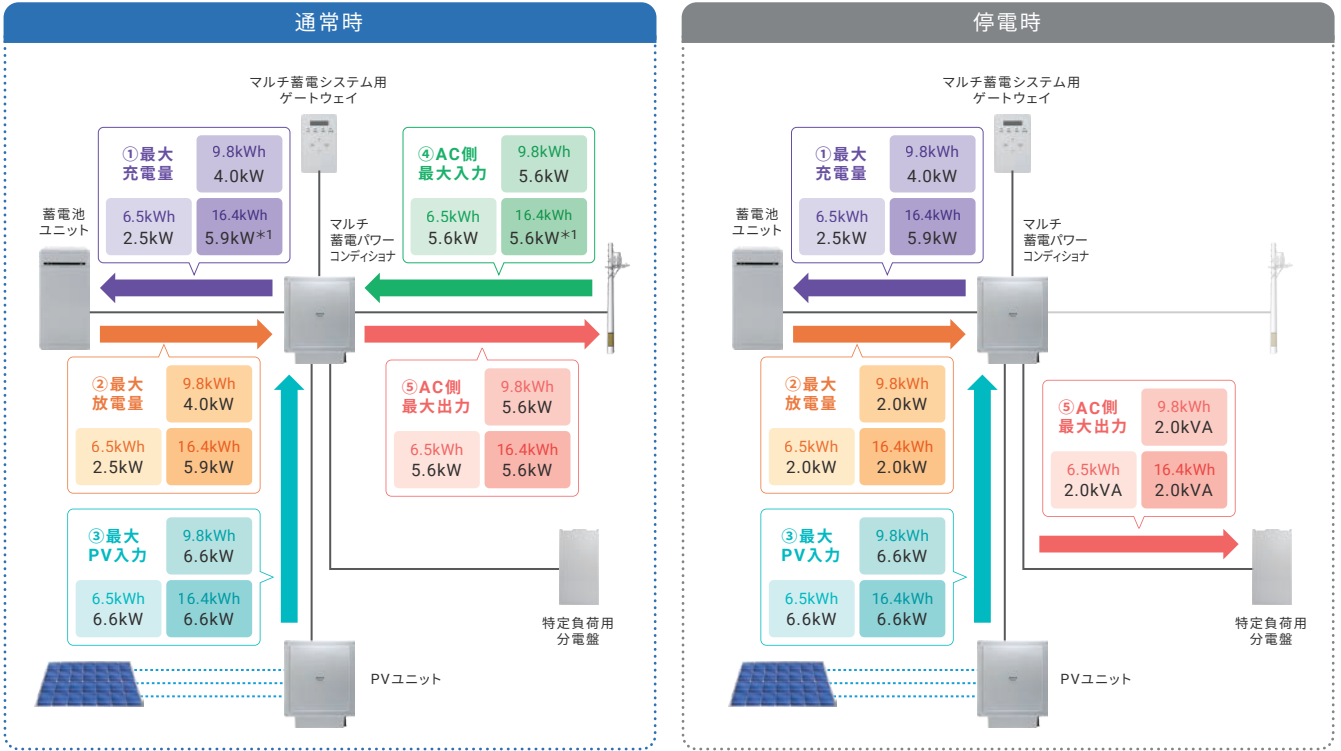 通常時
マルチ蓄電システム用
ゲートウェイ
①最大
充電量
9.8kWh
4.0kW
6.5kWh
2.5kW
16.4kWh
5.9kW*1
④AC側
最大入力
9.8kWh
5.6kW
6.5kWh
5.6kW
16.4kWh
5.6kW*1
蓄電池
ユニット
マルチ
蓄電パワー
コンディショナ
②最大
放電量
9.8kWh
4.0kW
6.5kWh
2.5kW
16.4kWh
5.9kW
⑤AC側
最大出力
9.8kWh
5.6kW
6.5kWh
5.6kW
16.4kWh
5.6kW
③最大
PV入力
9.8kWh
6.6kW
6.5kWh
6.6kW
16.4kWh
6.6kW
特定負荷用
分電盤
PVユニット
停電時
マルチ蓄電システム用
ゲートウェイ
①最大
充電量
9.8kWh
4.0kW
6.5kWh
2.5kW
16.4kWh
5.9kW
蓄電池
ユニット
マルチ
蓄電パワー
コンディショナ
②最大
放電量
9.8kWh
2.0kW
6.5kWh
2.0kW
16.4kWh
2.0kW
⑤AC側
最大出力
9.8kWh
2.0kVA
6.5kWh
2.0kVA
16.4kWh
2.0kVA
③最大
PV入力
9.8kWh
6.6kW
6.5kWh
6.6kW
16.4kWh
6.6kW
特定負荷用
分電盤
PVユニット